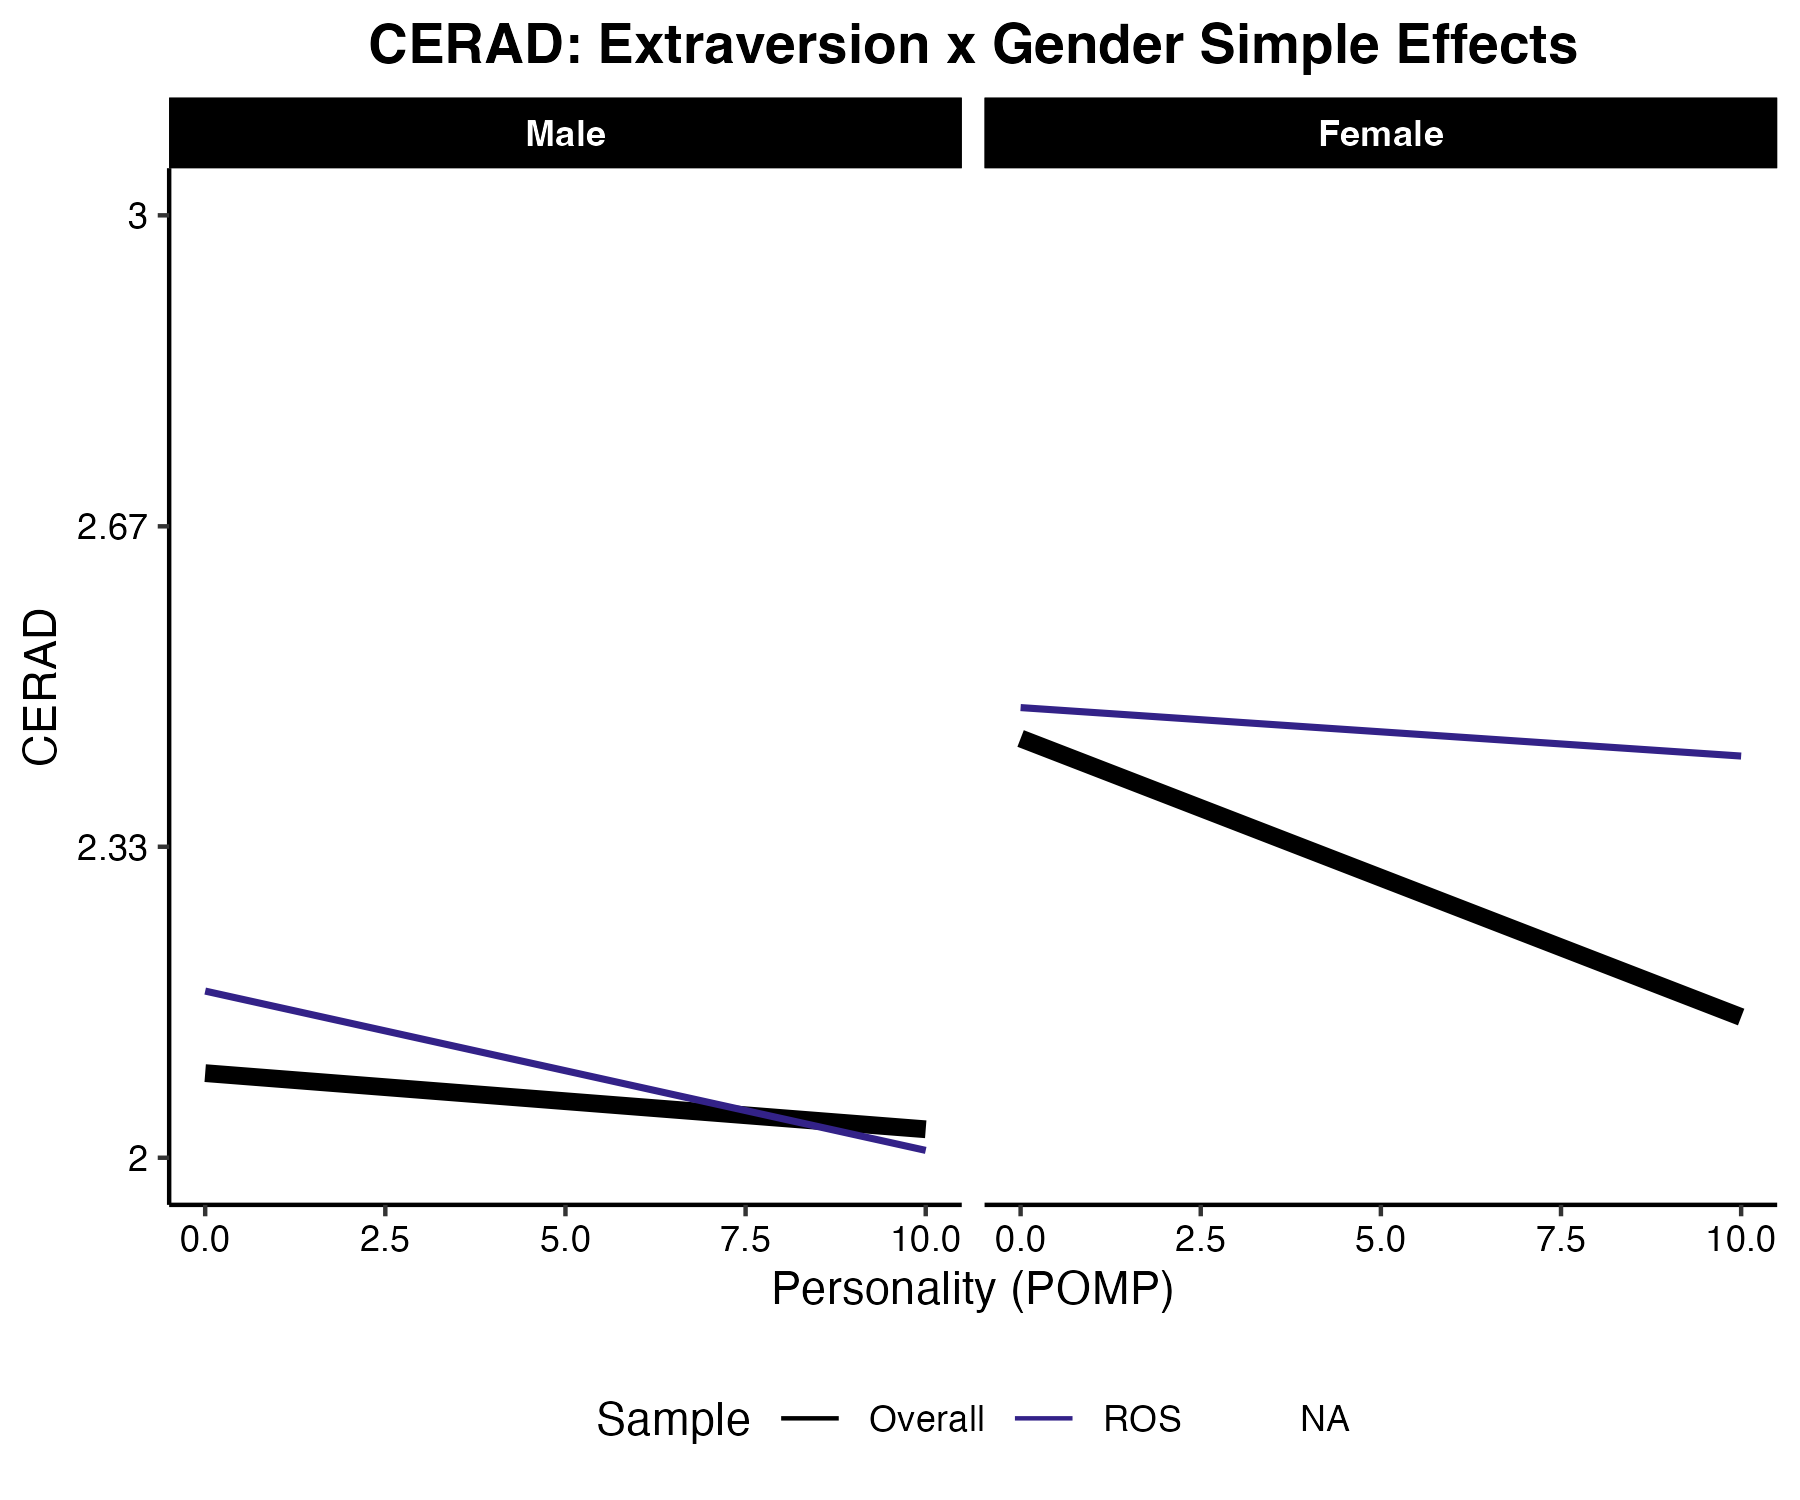 CERAD: Extraversion x Gender Simple Effects
Male
Female
3
2.67
2.33
2
CERAD
0.0 2.5 5.0 7.5 10.0
0.0 2.5 5.0 7.5 10.0
Personality (POMP)
Sample Overall ROS NA